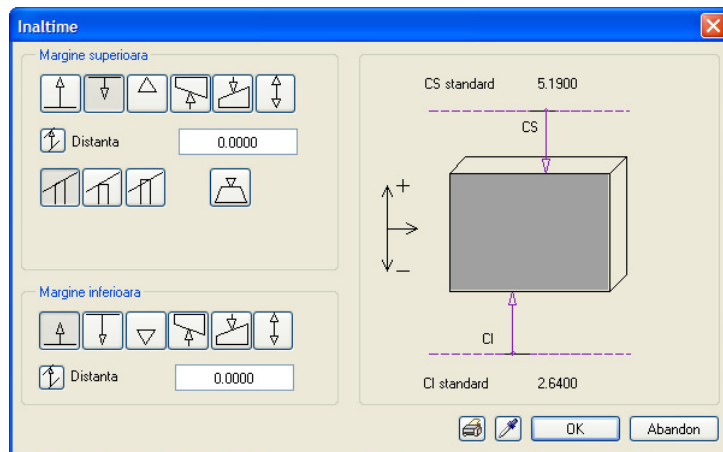 Inaltime
Margine superioara
Distanta 0.0000
Margine inferioara
Distanta 0.0000
CS standard 5.1900
CS
+
–
CI
CI standard 2.6400
OK Abandon